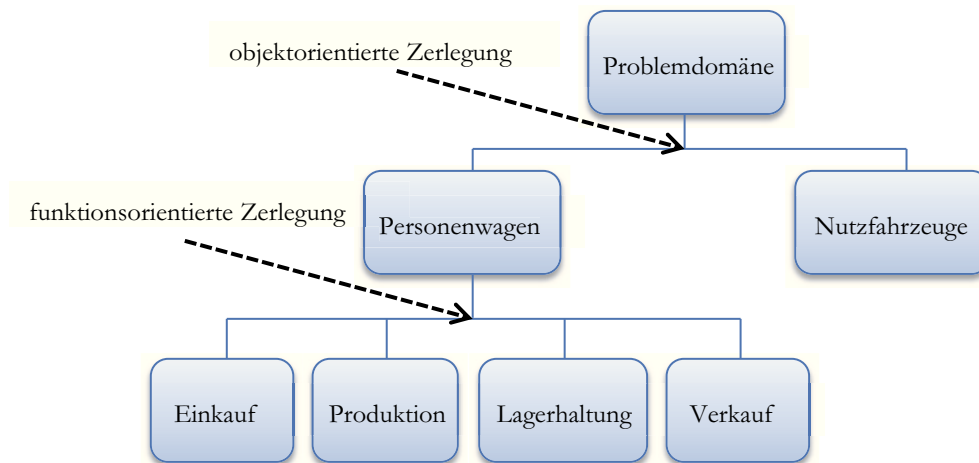 objektorientierte Zerlegung
Problemdomäne
funktionsorientierte Zerlegung
Personenwagen
Nutzfahrzeuge
Einkauf
Produktion
Lagerhaltung
Verkauf